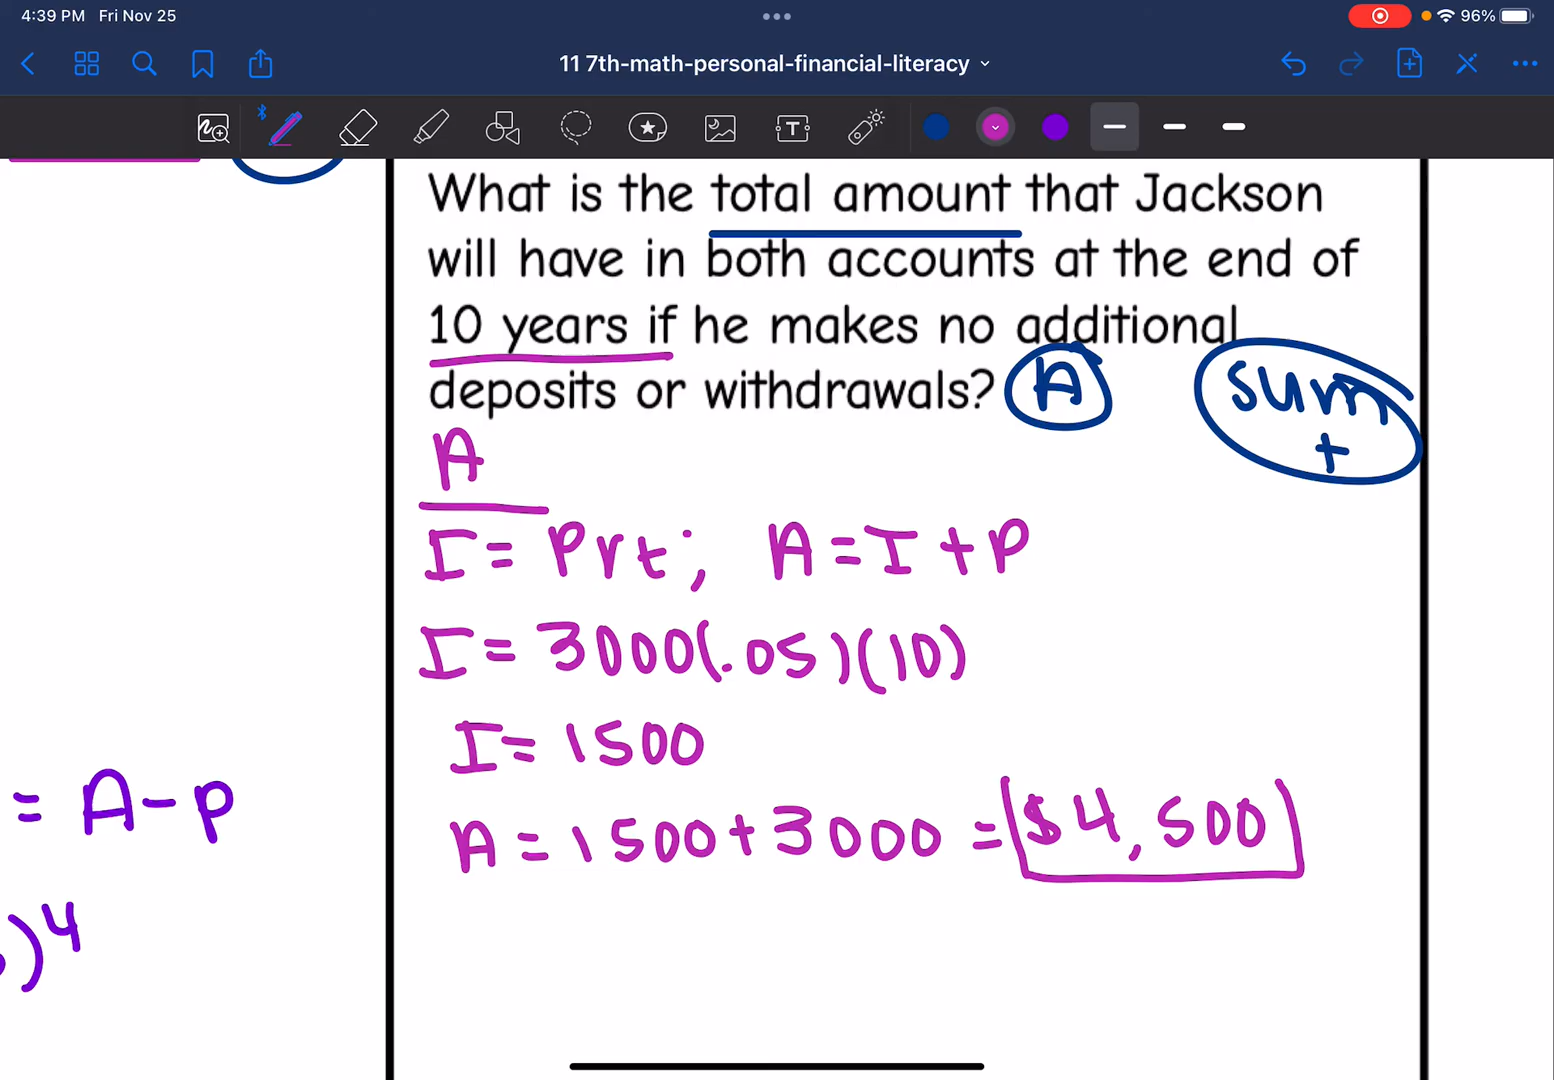 4:39 PM Fri Nov 25
96%
11 7th-math-personal-financial-literacy
T
What is the total amount that Jackson
will have in both accounts at the end of
10 years if he makes no additional
deposits or withdrawals? A
sum
+
A
I = Prt; A = I + P
I = 3000(.05)(10)
I = 1500
A = 1500 + 3000 = $4,500
= A - P
)4